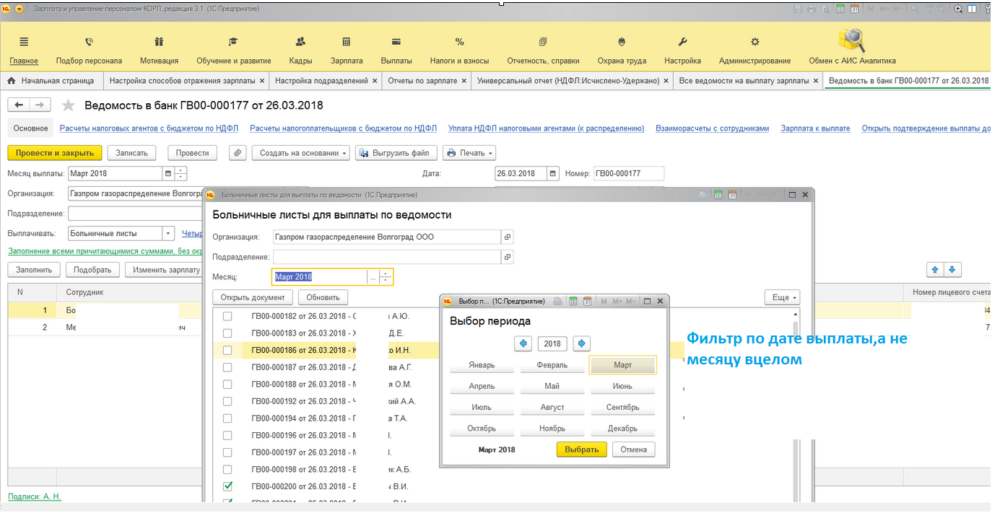 Зарплата и управление персоналом КОРП, редакция 3.1 (1С:Предприятие)
M M+ M-
Главное Подбор персонала Мотивация Обучение и развитие Кадры Зарплата Выплаты Налоги и взносы Отчетность, справки Охрана труда Настройка Администрирование Обмен с АИС Аналитика
Начальная страница Настройка способов отражения зарплаты × Настройка подразделений × Отчеты по зарплате × Универсальный отчет (НДФЛ:Исчислено-Удержано) × Все ведомости на выплату зарплаты × Ведомость в банк ГВ00-000177 от 26.03.2018
Ведомость в банк ГВ00-000177 от 26.03.2018
Основное Расчеты налоговых агентов с бюджетом по НДФЛ Расчеты налогоплательщиков с бюджетом по НДФЛ Уплата НДФЛ налоговыми агентами (к распределению) Взаиморасчеты с сотрудниками Зарплата к выплате Открыть подтверждение выплаты до
Провести и закрыть Записать Провести Создать на основании Выгрузить файл Печать
Месяц выплаты: Март 2018 Дата: 26.03.2018 Номер: ГВ00-000177
Организация: Газпром газораспределение Волгогра
Подразделение:
Выплачивать: Больничные листы Четыр
Заполнение всеми причитающимися суммами, без окр
Заполнить Подобрать Изменить зарплату
N Сотрудник Номер лицевого счета
1 Бо
2 Ме ич
Подписи: А. Н.
Больничные листы для выплаты по ведомости (1С:Предприятие)
Больничные листы для выплаты по ведомости
Организация: Газпром газораспределение Волгоград ООО
Подразделение:
Месяц: Март 2018 ...
Открыть документ Обновить Еще
ГВ00-000182 от 26.03.2018 - С А.Ю.
ГВ00-000183 от 26.03.2018 - Х Д.Е.
ГВ00-000186 от 26.03.2018 - К о И.Н.
ГВ00-000187 от 26.03.2018 - Д ва А.Г.
ГВ00-000188 от 26.03.2018 - я О.М.
ГВ00-000192 от 26.03.2018 - кий А.А.
ГВ00-000194 от 26.03.2018 - а Т.А.
ГВ00-000196 от 26.03.2018 -
ГВ00-000197 от 26.03.2018 -
ГВ00-000198 от 26.03.2018 - ик А.Б.
ГВ00-000200 от 26.03.2018 - В.И.
Выбор п... (1С:Предприятие) M M+ M-
Выбор периода
2018
Январь Февраль Март
Апрель Май Июнь
Июль Август Сентябрь
Октябрь Ноябрь Декабрь
Март 2018 Выбрать Отмена
Фильтр по дате выплаты,а не
месяцу вцелом